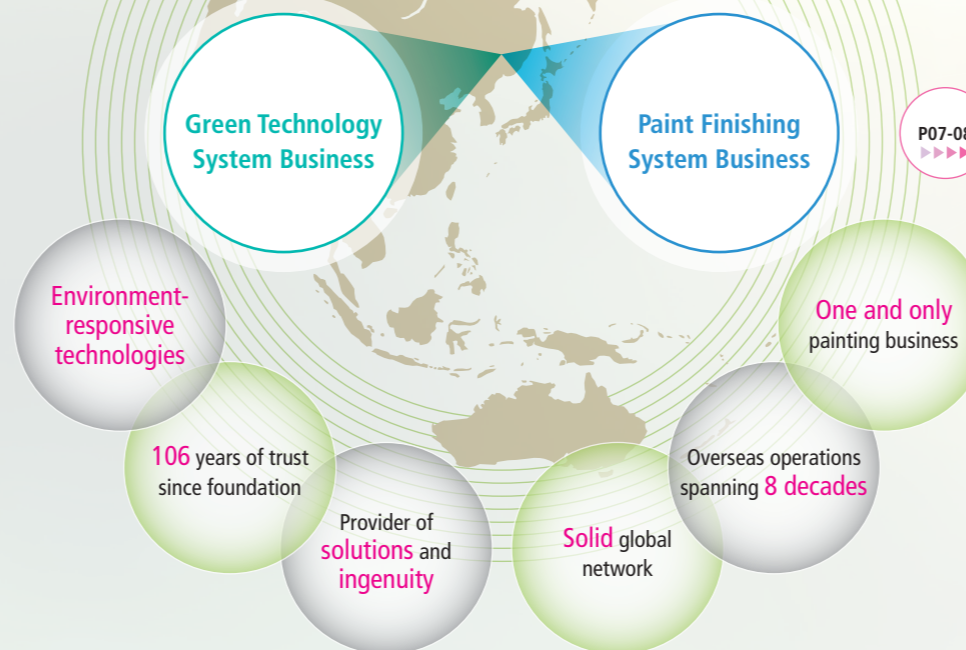 Green Technology
System Business
Paint Finishing
System Business
P07-08
Environment-
responsive
technologies
One and only
painting business
106 years of trust
since foundation
Overseas operations
spanning 8 decades
Provider of
solutions and
ingenuity
Solid global
network